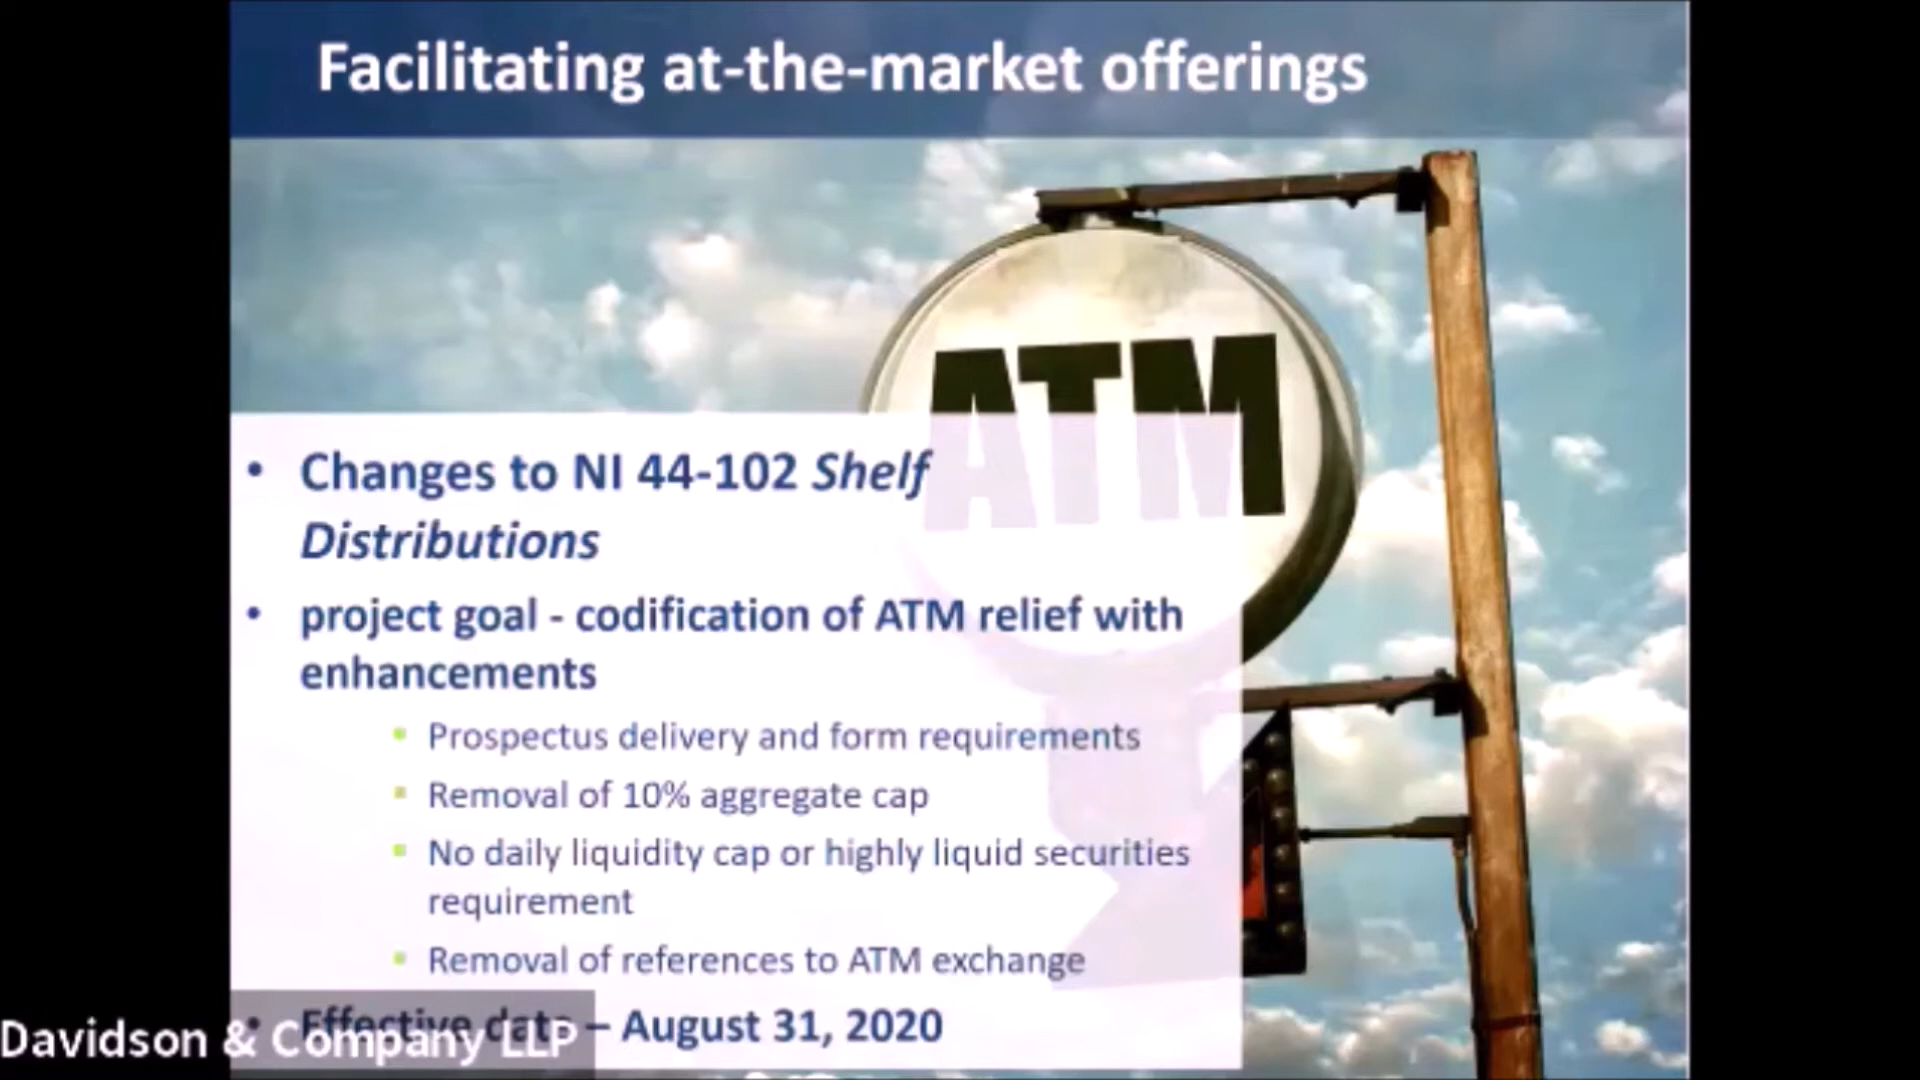 Facilitating at-the-market offerings
ATM
• Changes to NI 44-102 Shelf
Distributions
• project goal - codification of ATM relief with
enhancements
▪ Prospectus delivery and form requirements
▪ Removal of 10% aggregate cap
▪ No daily liquidity cap or highly liquid securities
requirement
▪ Removal of references to ATM exchange
• Effective date – August 31, 2020
Davidson & Company LLP